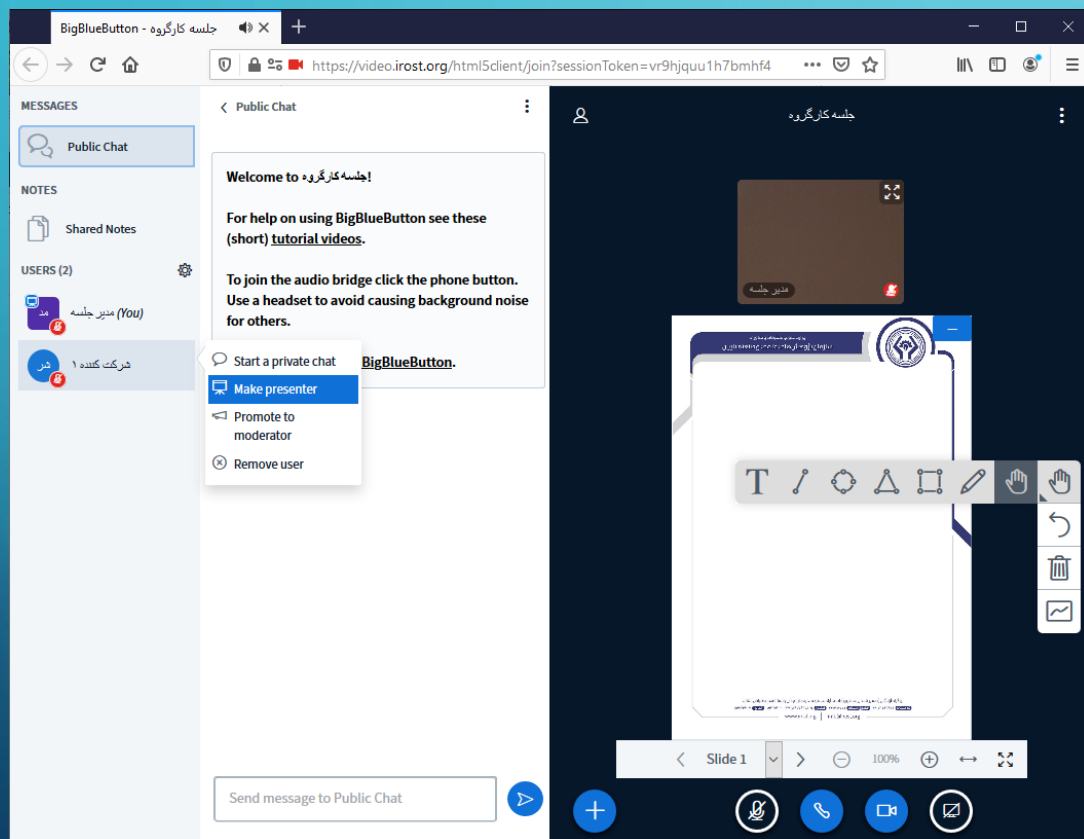 جلسه کارگروه - BigBlueButton
https://video.irost.org/html5client/join?sessionToken=vr9hjquu1h7bmhf4
MESSAGES
Public Chat
NOTES
Shared Notes
USERS (2)
مد
مدیر جلسه (You)
شر
شرکت کننده ۱
Public Chat
Welcome to جلسه کارگروه!
For help on using BigBlueButton see these
(short) tutorial videos.
To join the audio bridge click the phone button.
Use a headset to avoid causing background noise
for others.
BigBlueButton.
Start a private chat
Make presenter
Promote to
moderator
Remove user
Send message to Public Chat
جلسه کارگروه
مدیر جلسه
T
Slide 1
100%